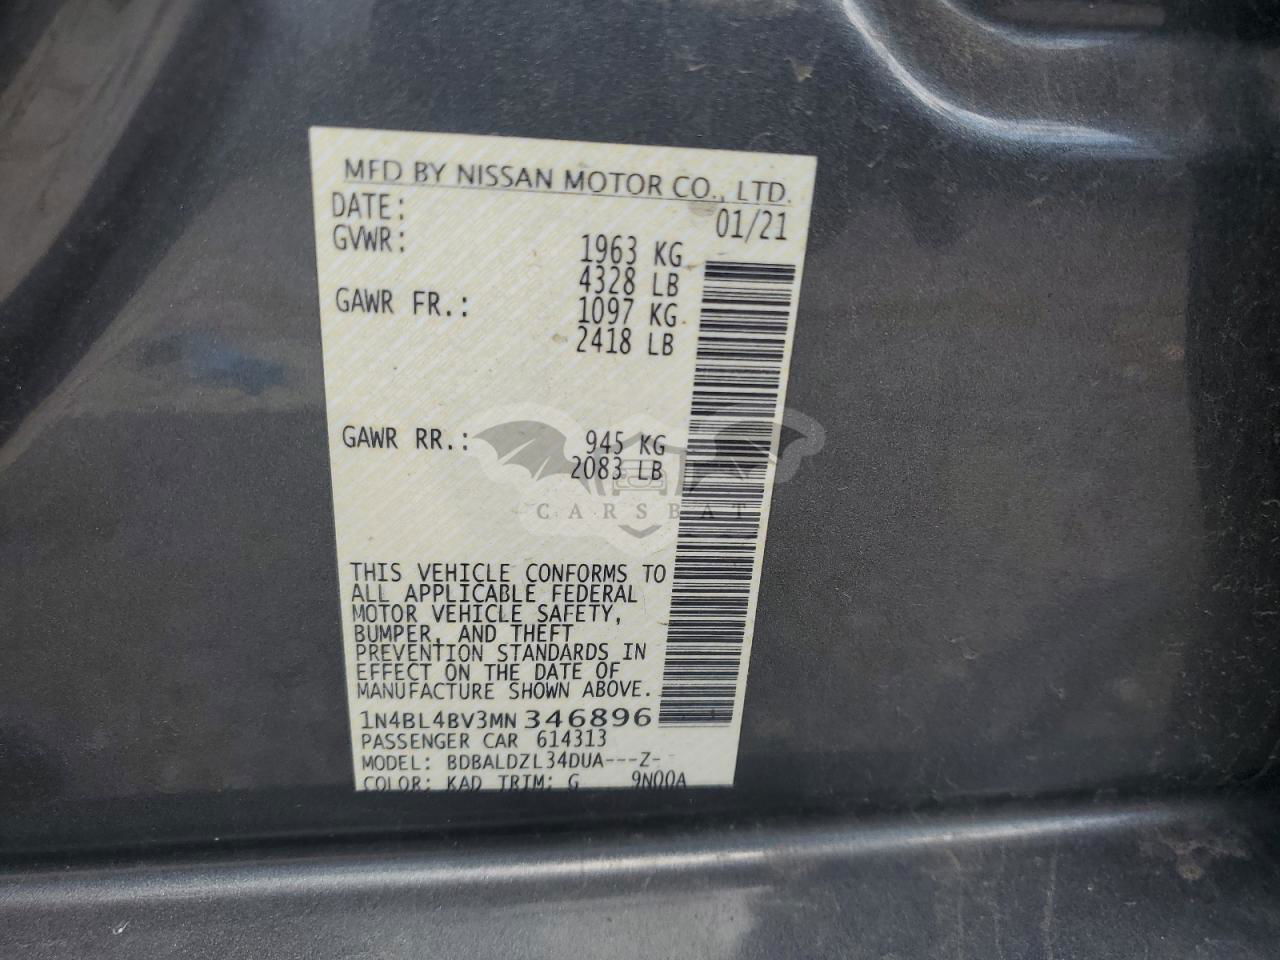 MFD BY NISSAN MOTOR CO., LTD.
DATE: 01/21
GVWR: 1963 KG
4328 LB
GAWR FR.: 1097 KG
2418 LB
GAWR RR.: 945 KG
2083 LB
CARSBAT
THIS VEHICLE CONFORMS TO
ALL APPLICABLE FEDERAL
MOTOR VEHICLE SAFETY,
BUMPER, AND THEFT
PREVENTION STANDARDS IN
EFFECT ON THE DATE OF
MANUFACTURE SHOWN ABOVE.
1N4BL4BV3MN346896
PASSENGER CAR 614313
MODEL: BDBALDZL34DUA---Z--
COLOR: KAD TRIM: G 9N00A